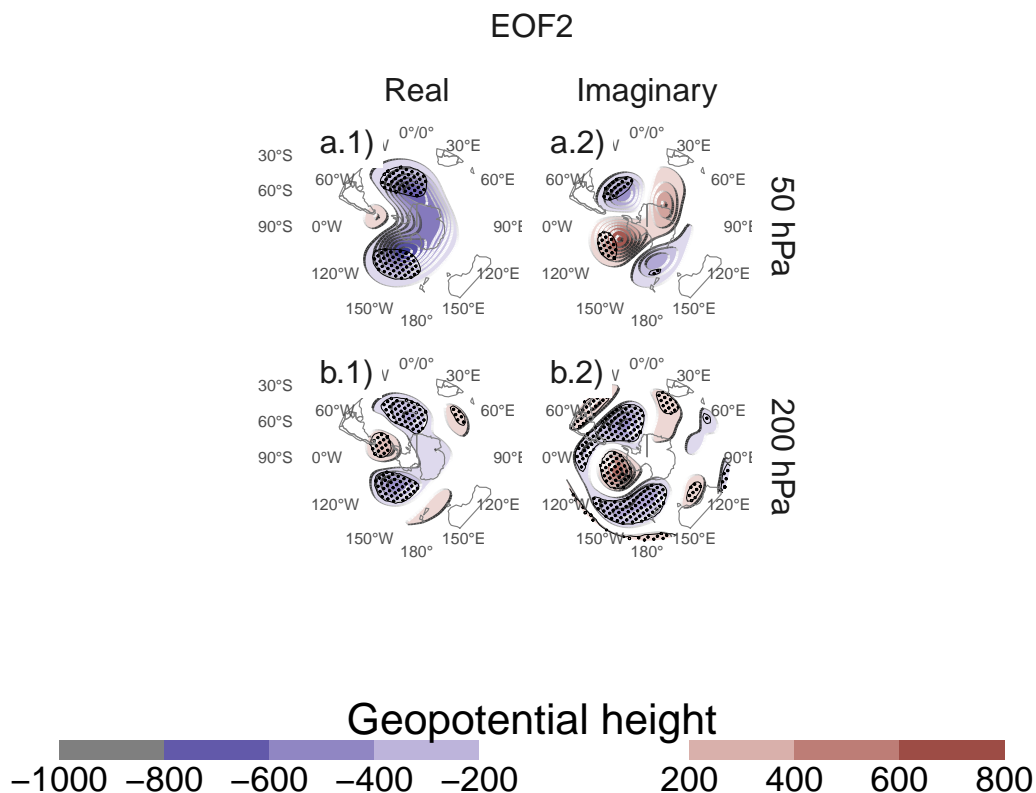 EOF2
Real Imaginary
a.1) W 0°/0° 30°E a.2) W 0°/0° 30°E
30°S 60°W 60°E 60°W 60°E
60°S
90°S 0°W 90°E 0°W 90°E
120°W 120°E 120°W 120°E
150°W 180° 150°E 150°W 180° 150°E
50 hPa
b.1) W 0°/0° 30°E b.2) W 0°/0° 30°E
30°S 60°W 60°E 60°W 60°E
60°S
90°S 0°W 90°E 0°W 90°E
120°W 120°E 120°W 120°E
150°W 180° 150°E 150°W 180° 150°E
200 hPa
Geopotential height
−1000 −800 −600 −400 −200 200 400 600 800